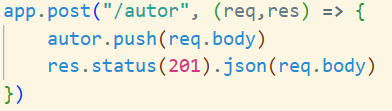 app.post("/autor", (req,res) => {
    autor.push(req.body)
    res.status(201).json(req.body)
})